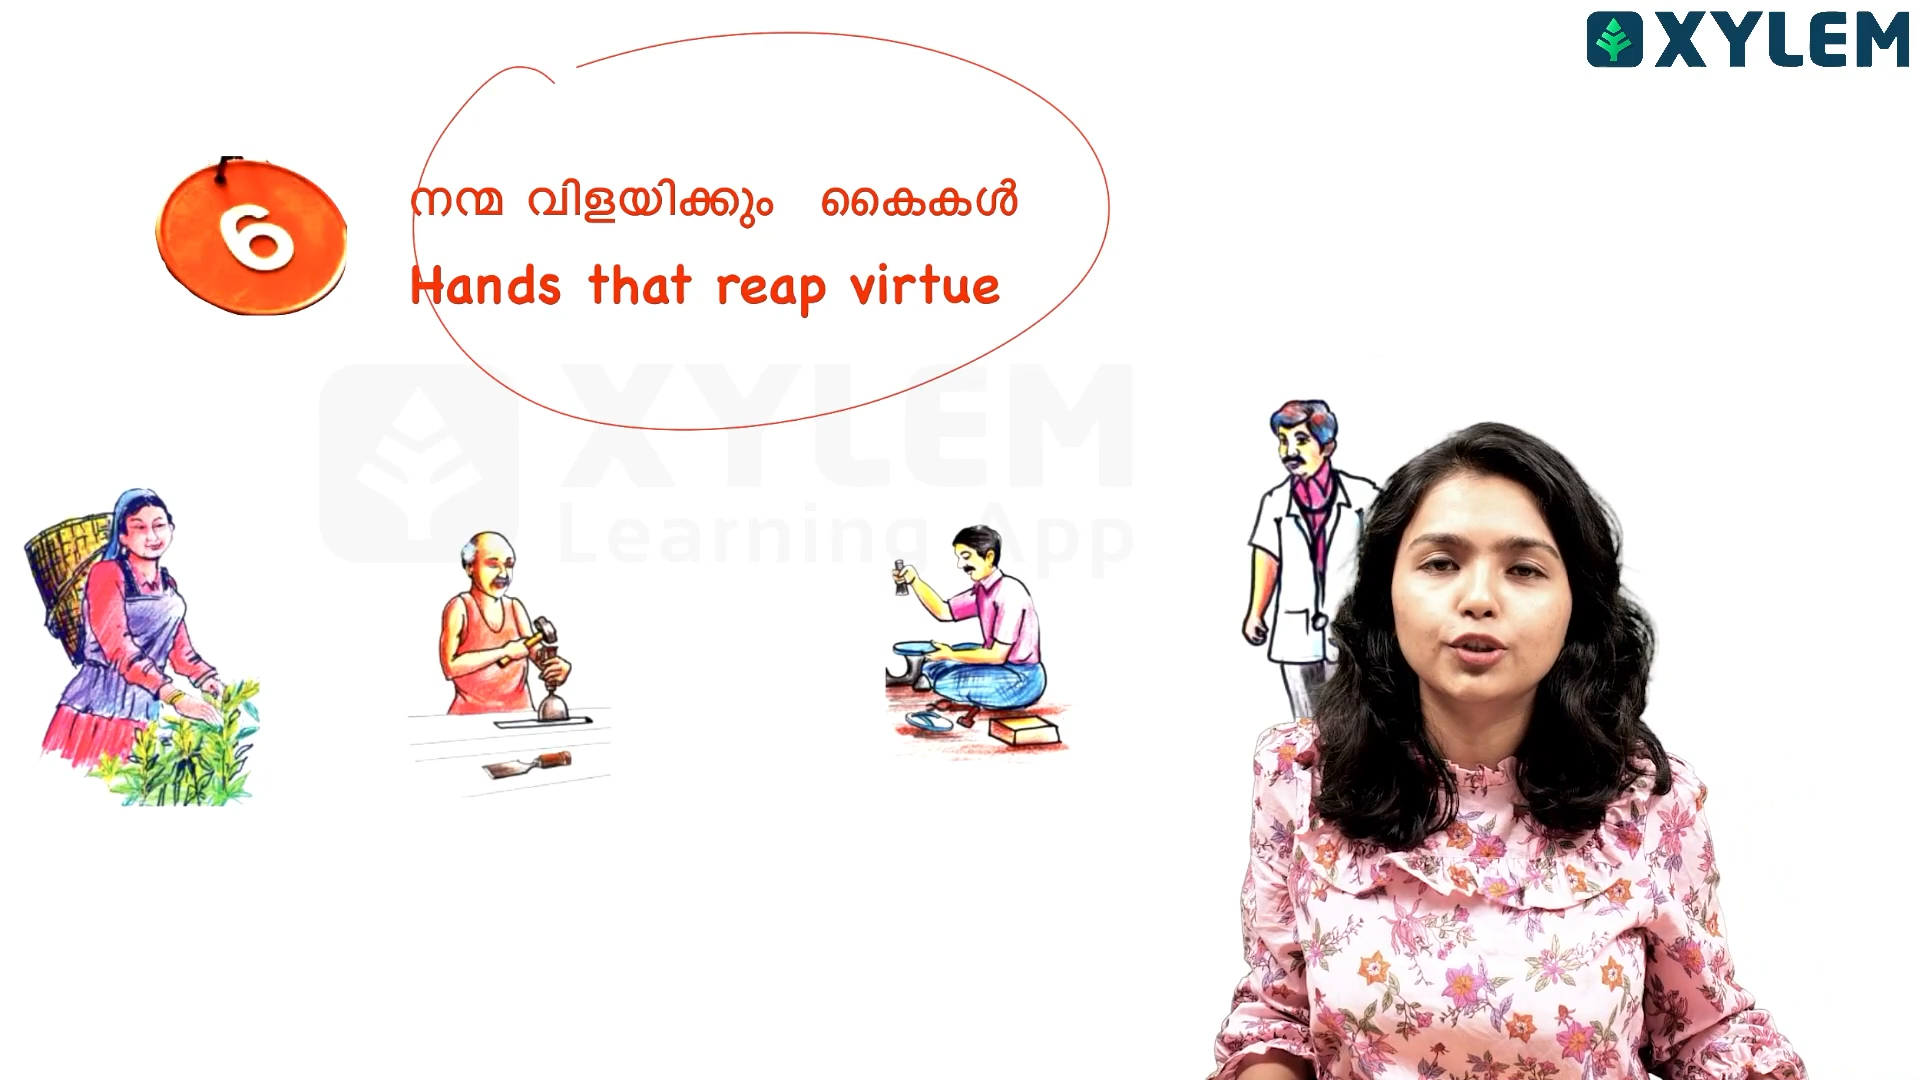 XYLEM
6
നന്മ വിളയിക്കും കൈകൾ
Hands that reap virtue
XYLEM
Learning App